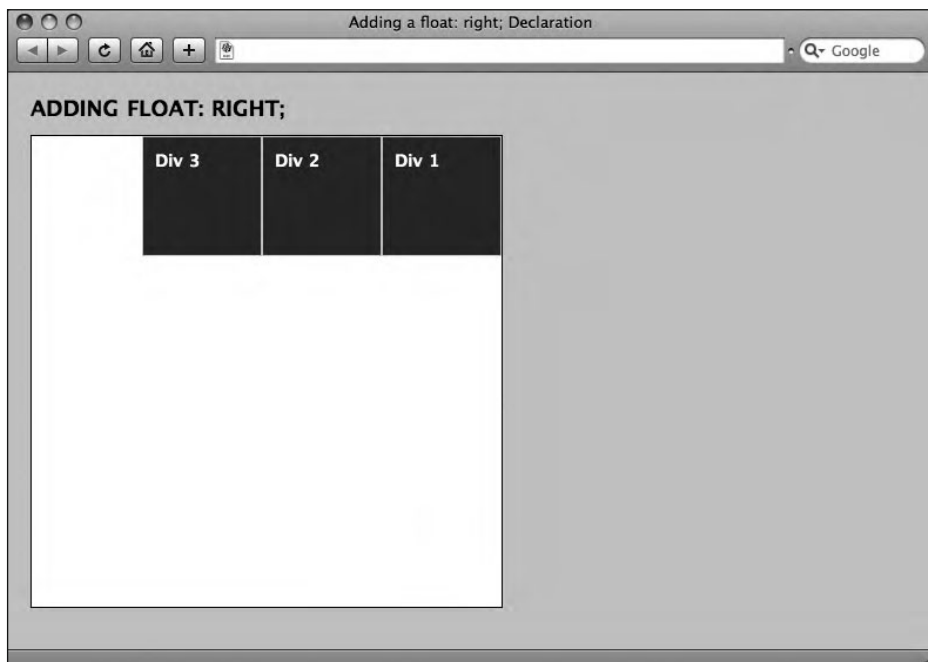 Adding a float: right; Declaration
Google
ADDING FLOAT: RIGHT;
Div 3 Div 2 Div 1